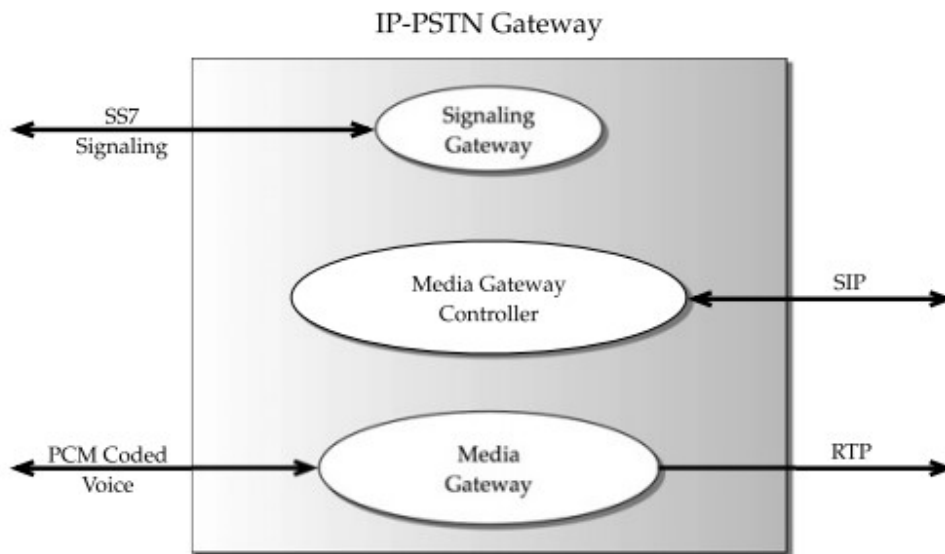 IP-PSTN Gateway
SS7
Signaling
Signaling
Gateway
Media Gateway
Controller
SIP
PCM Coded
Voice
Media
Gateway
RTP